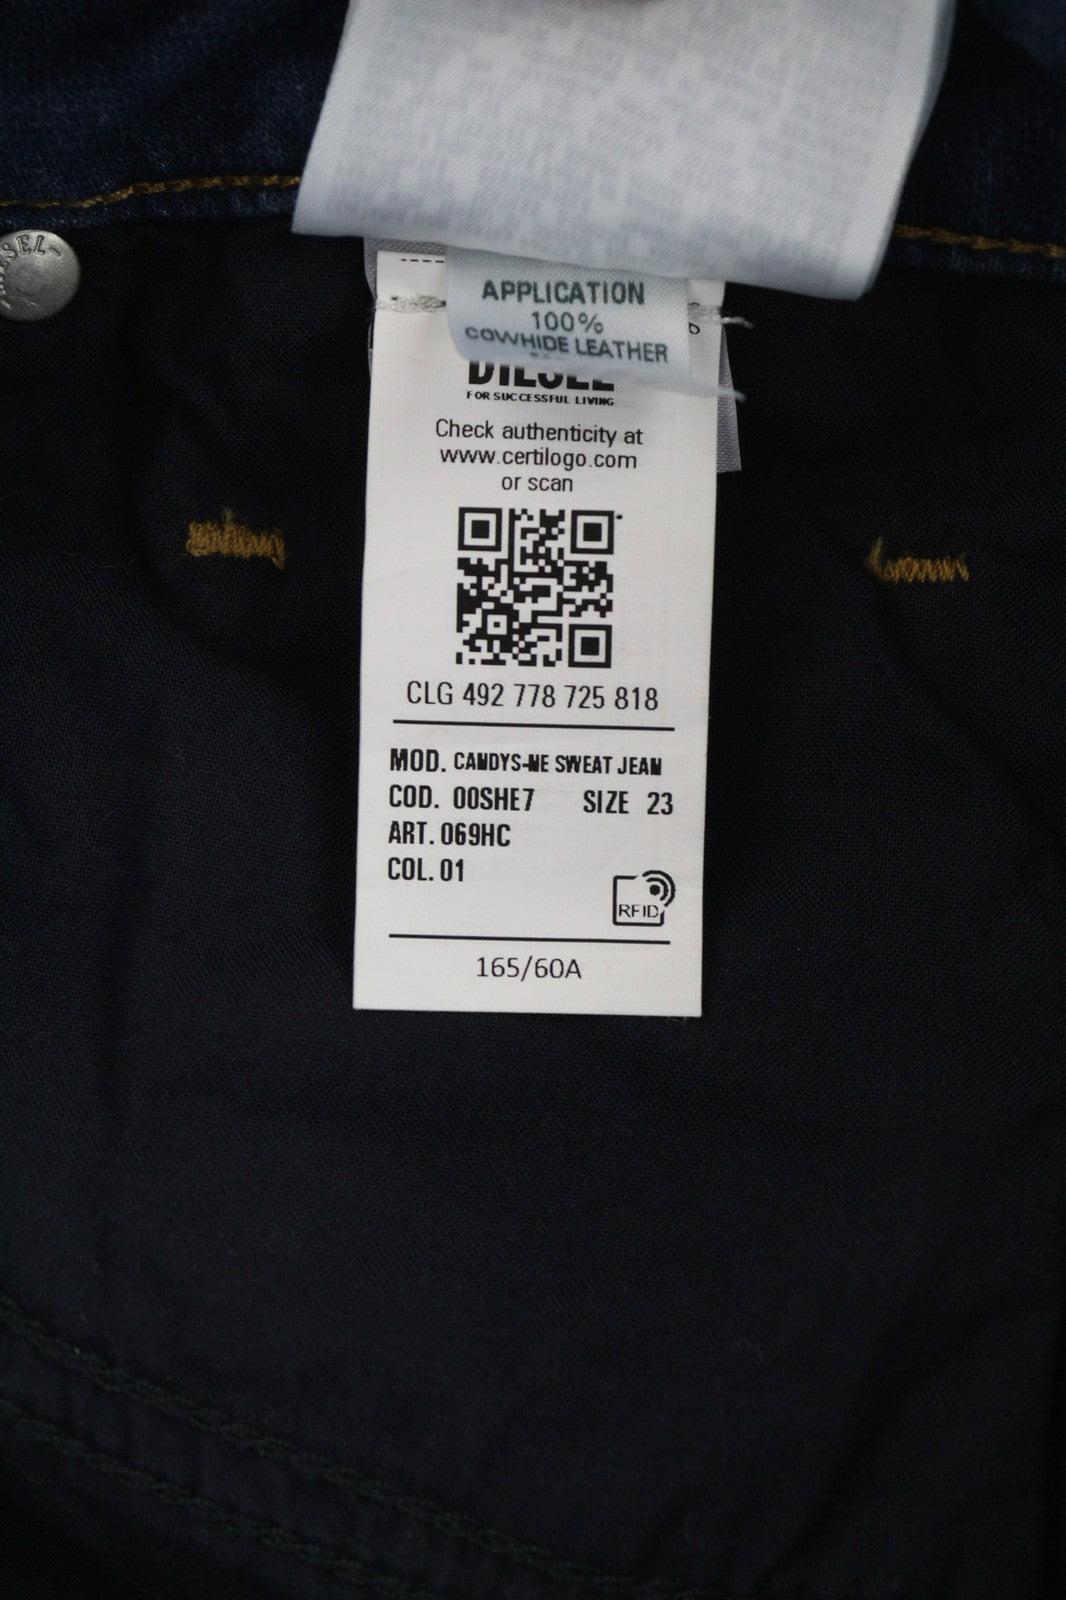 APPLICATION
100%
COWHIDE LEATHER
DIESEL
FOR SUCCESSFUL LIVING
Check authenticity at
www.certilogo.com
or scan
CLG 492 778 725 818
MOD. CANDYS-NE SWEAT JEAN
COD. 00SHE7 SIZE 23
ART. 069HC
COL. 01
RFID
165/60A
DIESEL